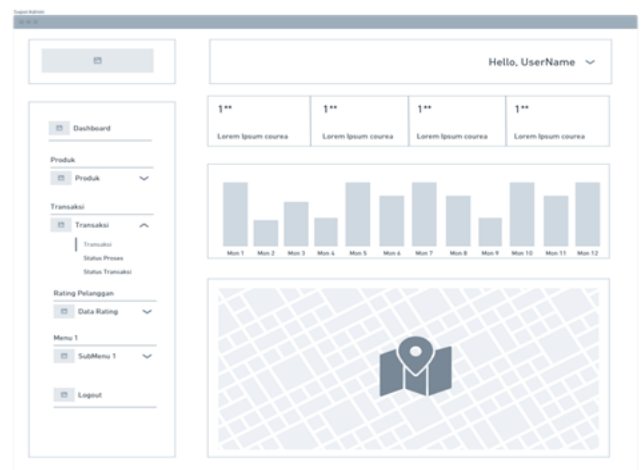 Super Admin
Hello, UserName
Dashboard
Produk
Produk
Transaksi
Transaksi
Transaksi
Status Proses
Status Transaksi
Rating Pelanggan
Data Rating
Menu 1
SubMenu 1
Logout
1** 1** 1** 1**
Lorem Ipsum courea Lorem Ipsum courea Lorem Ipsum courea Lorem Ipsum courea
Mon 1 Mon 2 Mon 3 Mon 4 Mon 5 Mon 6 Mon 7 Mon 8 Mon 9 Mon 10 Mon 11 Mon 12